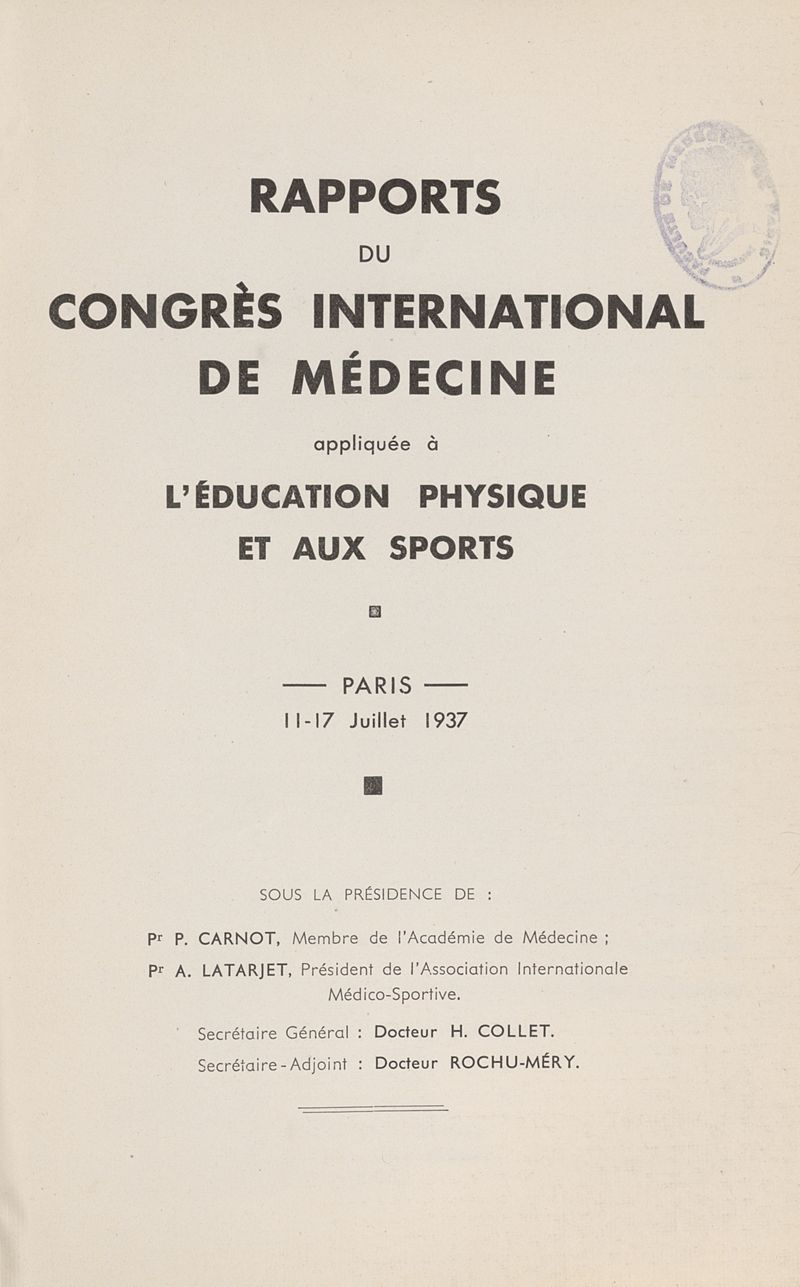 RAPPORTS
DU
CONGRÈS INTERNATIONAL
DE MÉDECINE
appliquée à
L'ÉDUCATION PHYSIQUE
ET AUX SPORTS
— PARIS —
11-17 Juillet 1937
SOUS LA PRÉSIDENCE DE :
Pr P. CARNOT, Membre de l'Académie de Médecine ;
Pr A. LATARJET, Président de l'Association Internationale
Médico-Sportive.
Secrétaire Général : Docteur H. COLLET.
Secrétaire-Adjoint : Docteur ROCHU-MÉRY.